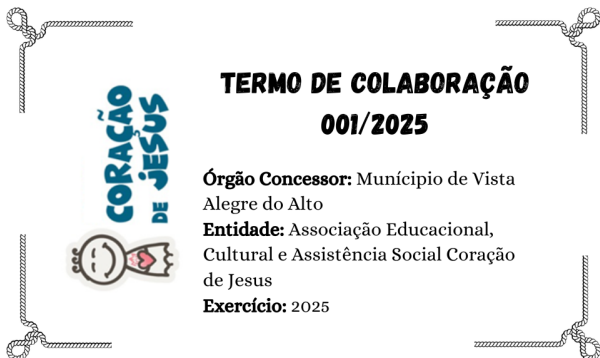 TERMO DE COLABORAÇÃO
001/2025
CORAÇÃO
DE JESUS
Órgão Concessor: Munícipio de Vista
Alegre do Alto
Entidade: Associação Educacional,
Cultural e Assistência Social Coração
de Jesus
Exercício: 2025